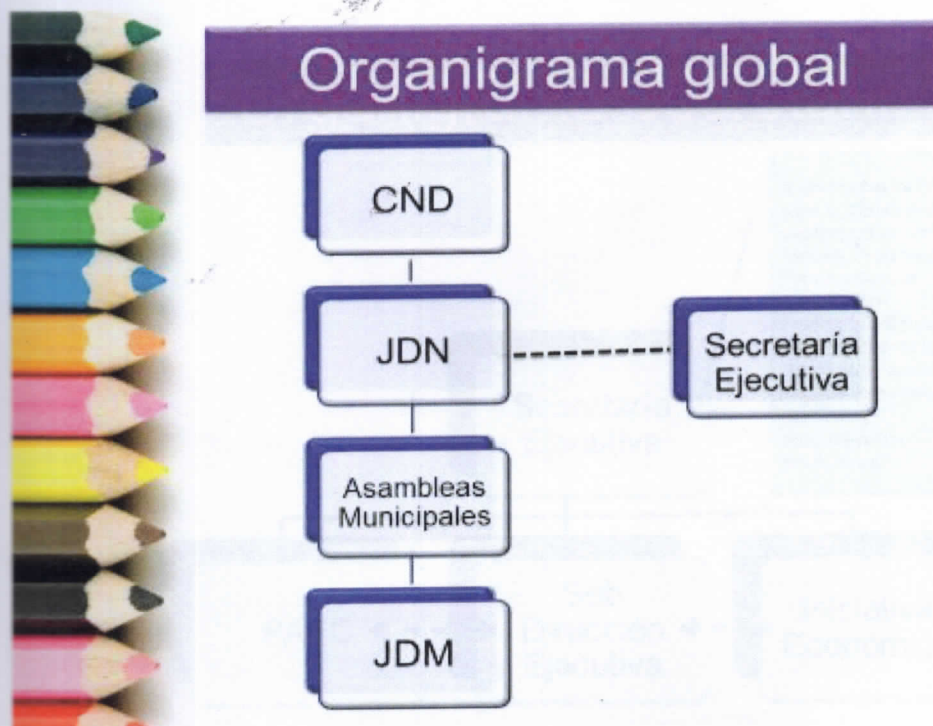 Organigrama global
CND
JDN
Secretaría
Ejecutiva
Asambleas
Municipales
JDM